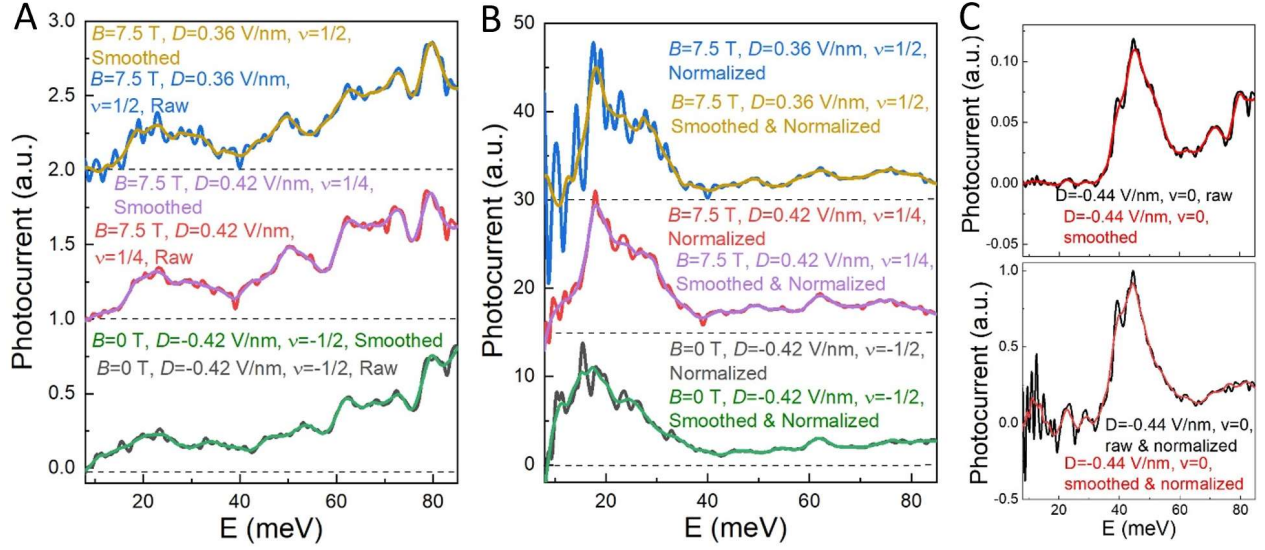 A
Photocurrent (a.u.)
3.0
2.5
2.0
1.5
1.0
0.5
0.0
B=7.5 T, D=0.36 V/nm, ν=1/2,
Smoothed
B=7.5 T, D=0.36 V/nm,
ν=1/2, Raw
B=7.5 T, D=0.42 V/nm, ν=1/4,
Smoothed
B=7.5 T, D=0.42 V/nm,
ν=1/4, Raw
B=0 T, D=-0.42 V/nm, ν=-1/2, Smoothed
B=0 T, D=-0.42 V/nm, ν=-1/2, Raw
20 40 60 80
E (meV)
B
Photocurrent (a.u.)
50
40
30
20
10
0
B=7.5 T, D=0.36 V/nm, ν=1/2,
Normalized
B=7.5 T, D=0.36 V/nm, ν=1/2,
Smoothed & Normalized
B=7.5 T, D=0.42 V/nm, ν=1/4,
Normalized
B=7.5 T, D=0.42 V/nm, ν=1/4,
Smoothed & Normalized
B=0 T, D=-0.42 V/nm, ν=-1/2,
Normalized
B=0 T, D=-0.42 V/nm, ν=-1/2,
Smoothed & Normalized
20 40 60 80
E (meV)
C
Photocurrent (a.u.)
0.10
0.05
0.00
-0.05
D=-0.44 V/nm, v=0, raw
D=-0.44 V/nm, v=0,
smoothed
Photocurrent (a.u.)
1.0
0.5
0.0
-0.5
D=-0.44 V/nm, v=0,
raw & normalized
D=-0.44 V/nm, v=0,
smoothed & normalized
20 40 60 80
E (meV)